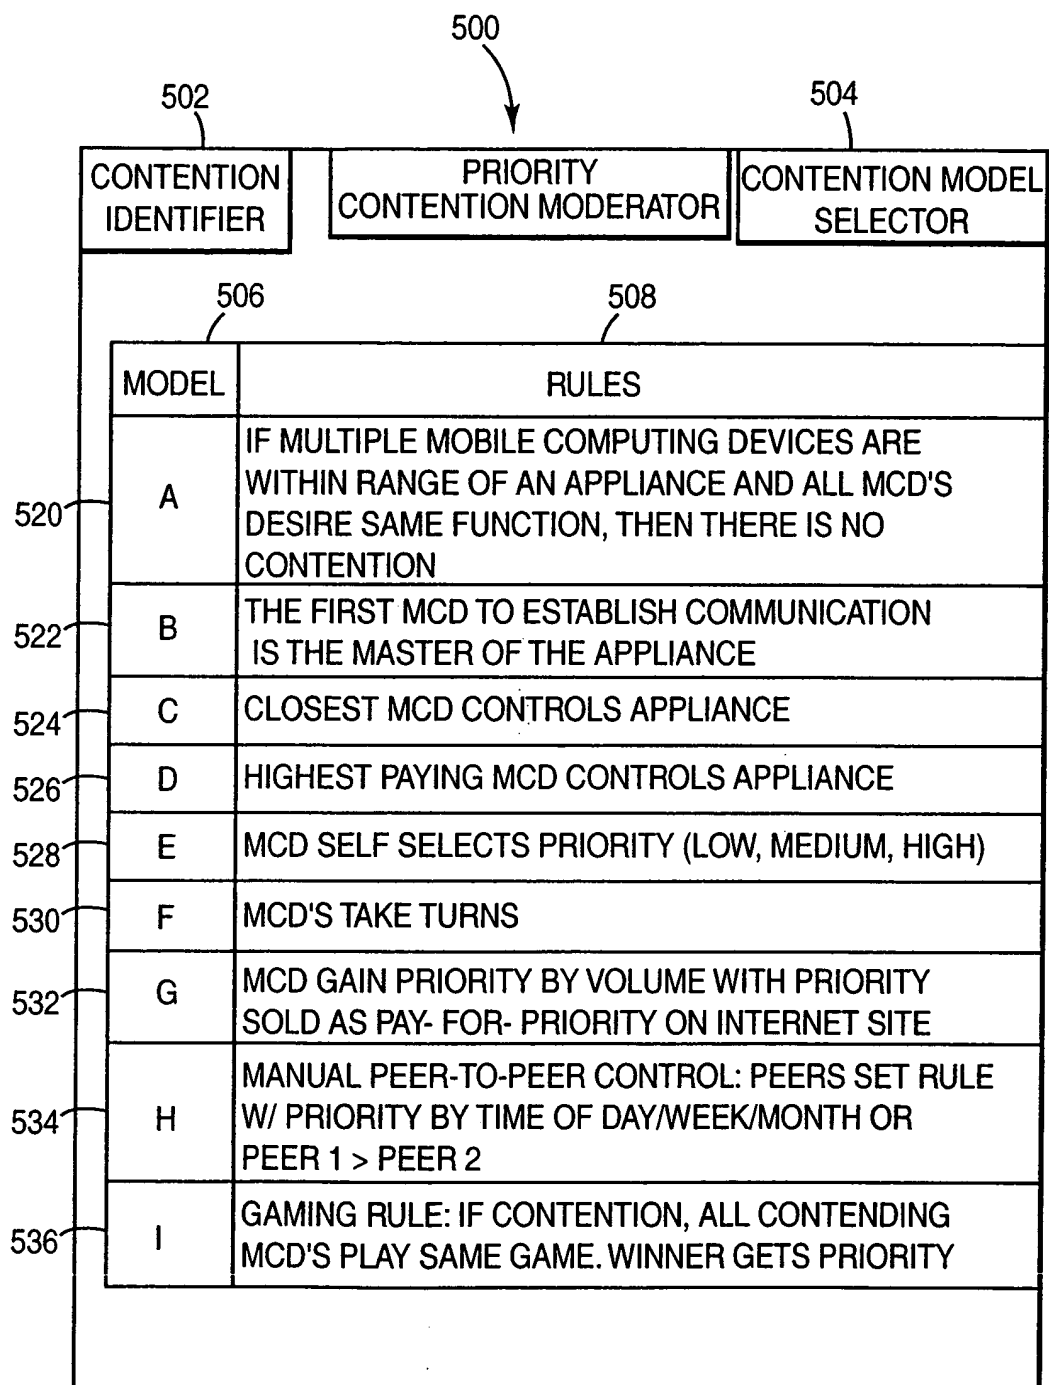 500
502
504
CONTENTION
IDENTIFIER
PRIORITY
CONTENTION MODERATOR
CONTENTION MODEL
SELECTOR
506
508
MODEL
RULES
520
A
IF MULTIPLE MOBILE COMPUTING DEVICES ARE
WITHIN RANGE OF AN APPLIANCE AND ALL MCD'S
DESIRE SAME FUNCTION, THEN THERE IS NO
CONTENTION
522
B
THE FIRST MCD TO ESTABLISH COMMUNICATION
IS THE MASTER OF THE APPLIANCE
524
C
CLOSEST MCD CONTROLS APPLIANCE
526
D
HIGHEST PAYING MCD CONTROLS APPLIANCE
528
E
MCD SELF SELECTS PRIORITY (LOW, MEDIUM, HIGH)
530
F
MCD'S TAKE TURNS
532
G
MCD GAIN PRIORITY BY VOLUME WITH PRIORITY
SOLD AS PAY- FOR- PRIORITY ON INTERNET SITE
534
H
MANUAL PEER-TO-PEER CONTROL: PEERS SET RULE
W/ PRIORITY BY TIME OF DAY/WEEK/MONTH OR
PEER 1 > PEER 2
536
I
GAMING RULE: IF CONTENTION, ALL CONTENDING
MCD'S PLAY SAME GAME. WINNER GETS PRIORITY